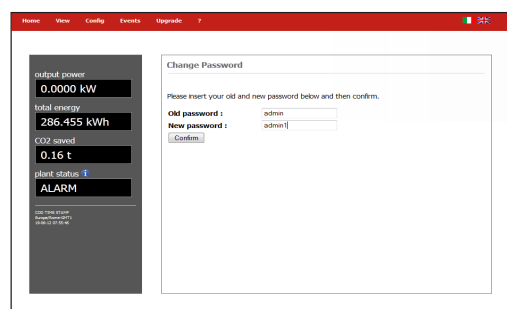 Home View Config Events Upgrade ?
output power
0.0000 kW
total energy
286.455 kWh
CO2 saved
0.16 t
plant status i
ALARM
Change Password
Please insert your old and new password below and then confirm.
Old password : admin
New password : admin1
Confirm